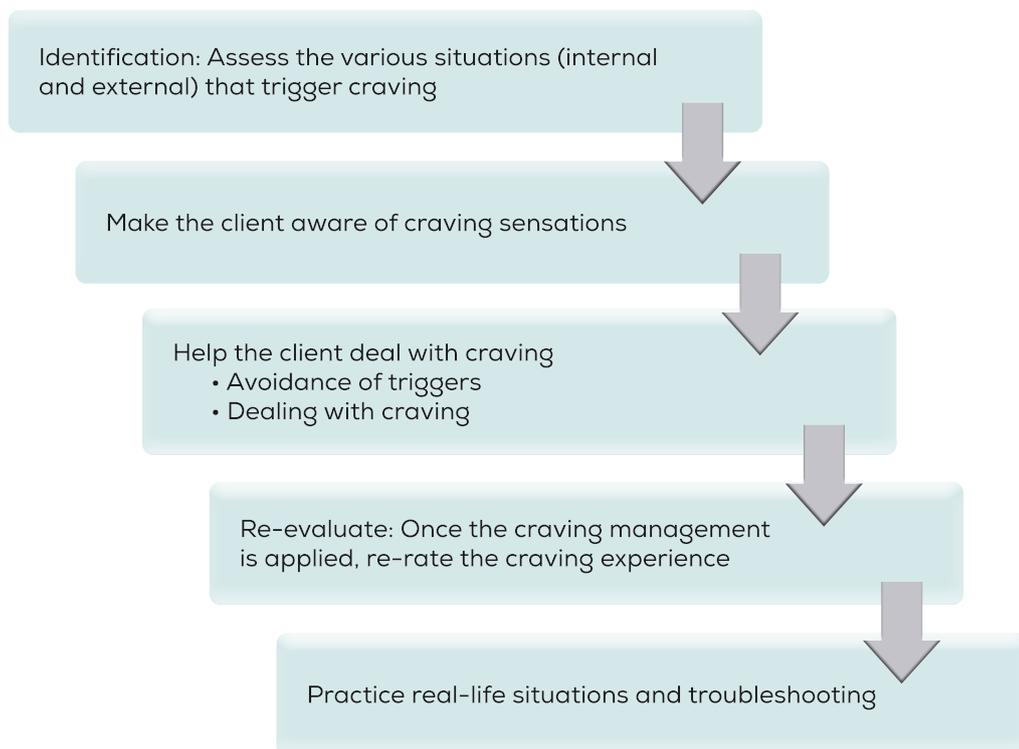 Identification: Assess the various situations (internal
and external) that trigger craving
Make the client aware of craving sensations
Help the client deal with craving
• Avoidance of triggers
• Dealing with craving
Re-evaluate: Once the craving management
is applied, re-rate the craving experience
Practice real-life situations and troubleshooting